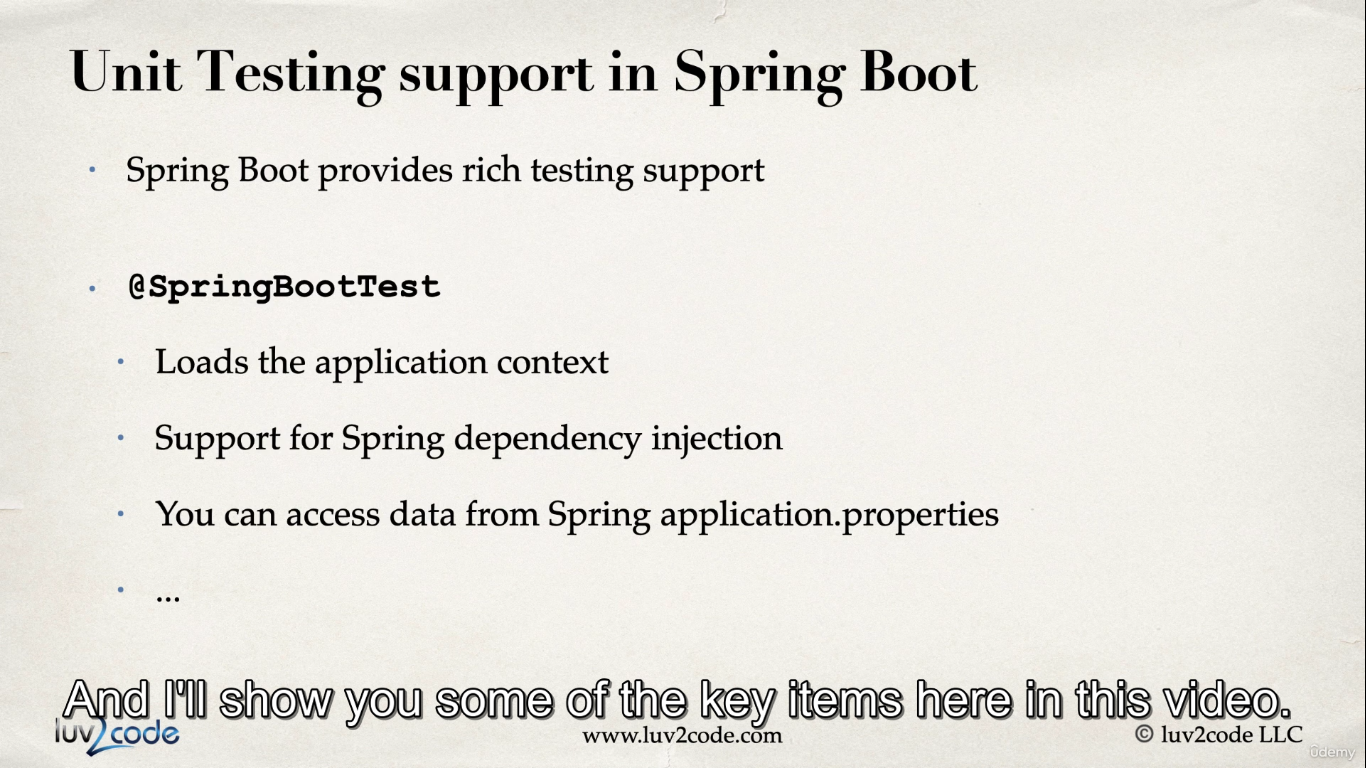 Unit Testing support in Spring Boot
• Spring Boot provides rich testing support
• @SpringBootTest
• Loads the application context
• Support for Spring dependency injection
• You can access data from Spring application.properties
• ...
And I'll show you some of the key items here in this video.
luv2code
www.luv2code.com
© luv2code LLC
ûdemy